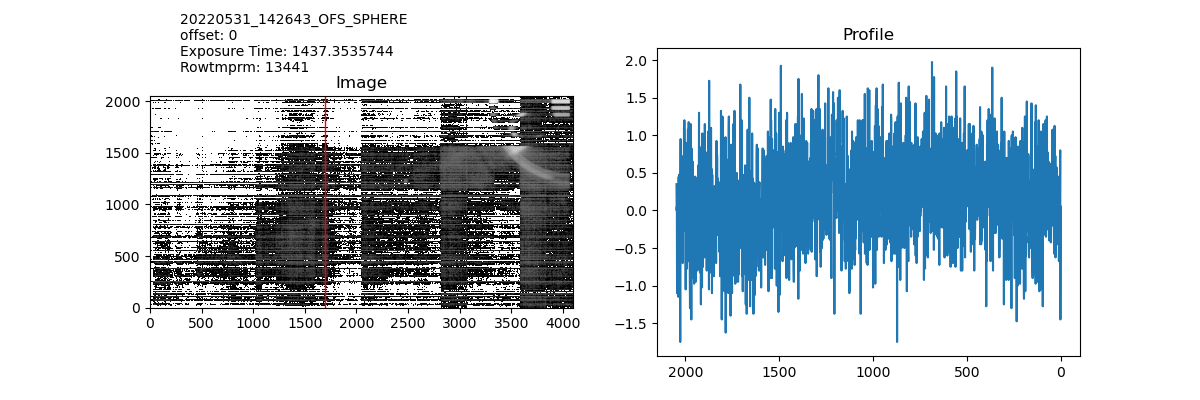 20220531_142643_OFS_SPHERE
offset: 0
Exposure Time: 1437.3535744
Rowtmprm: 13441
Image
2000
1500
1000
500
0
0 500 1000 1500 2000 2500 3000 3500 4000
Profile
2.0
1.5
1.0
0.5
0.0
−0.5
−1.0
−1.5
2000 1500 1000 500 0